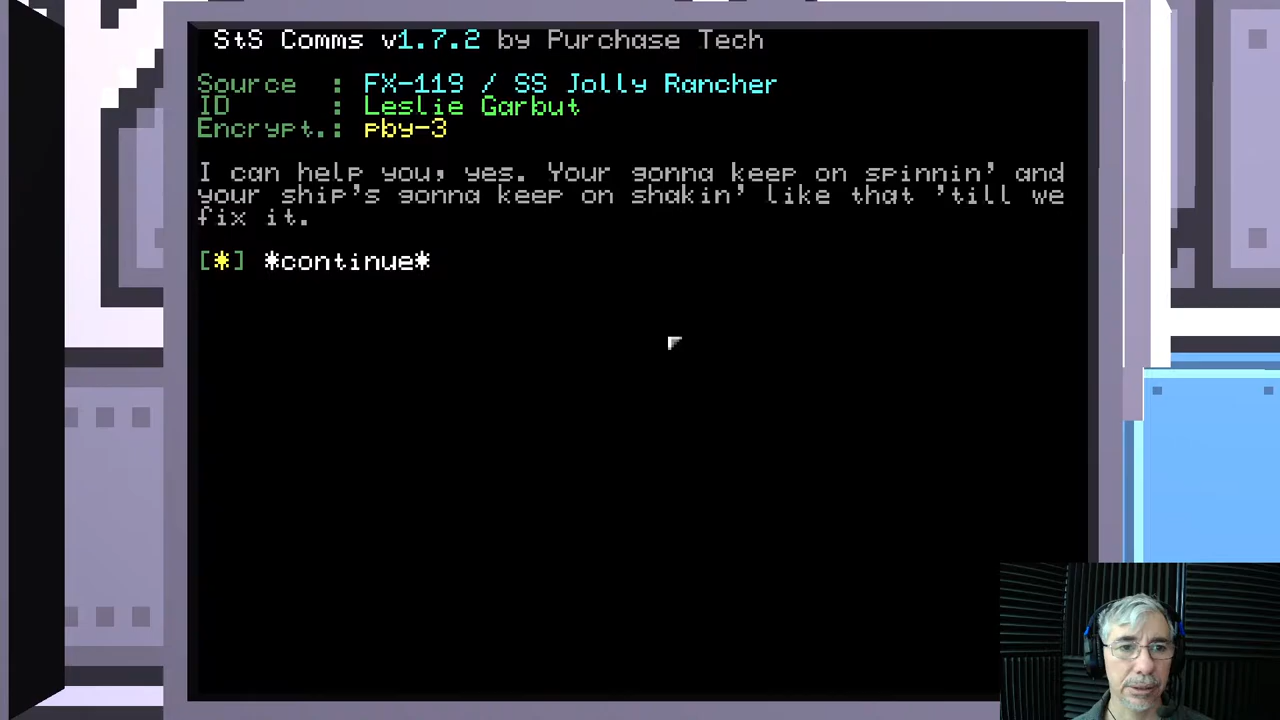 StS Comms v1.7.2 by Purchase Tech
Source : FX-119 / SS Jolly Rancher
ID : Leslie Garbut
Encrypt.: pby-3
I can help you, yes. Your gonna keep on spinnin' and
your ship's gonna keep on shakin' like that 'till we
fix it.
[*] *continue*